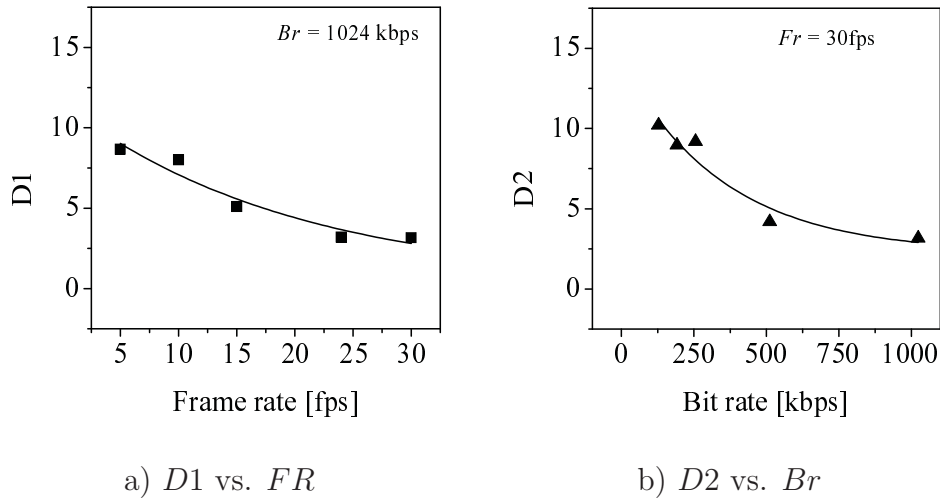 Br = 1024 kbps
15
10
5
0
D1
5 10 15 20 25 30
Frame rate [fps]
a) D1 vs. FR
Fr = 30fps
15
10
5
0
D2
0 250 500 750 1000
Bit rate [kbps]
b) D2 vs. Br